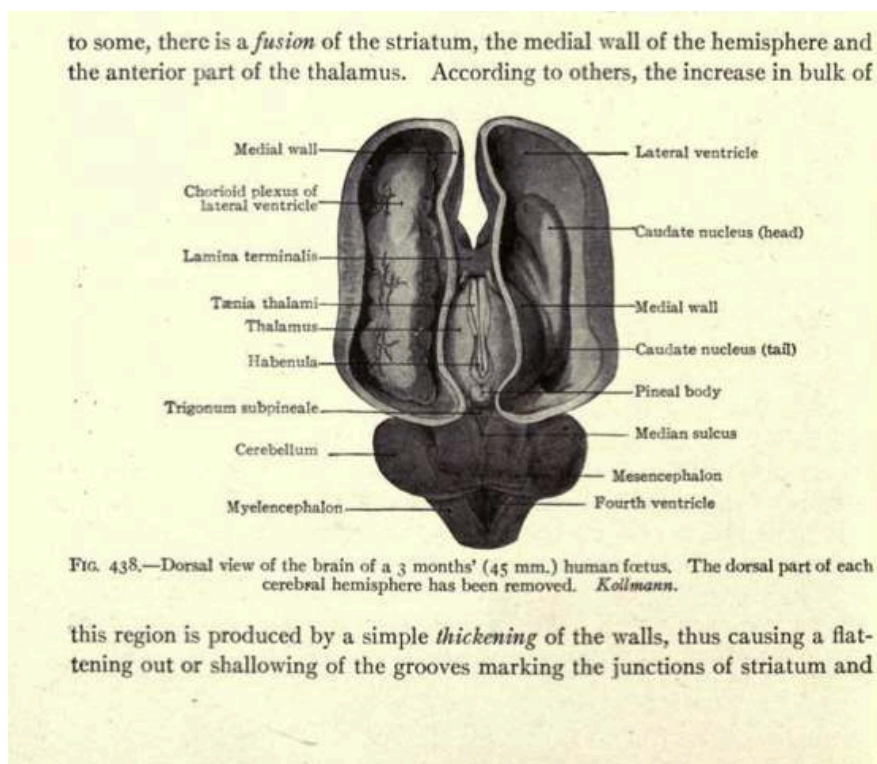 to some, there is a fusion of the striatum, the medial wall of the hemisphere and
the anterior part of the thalamus. According to others, the increase in bulk of
Medial wall
Lateral ventricle
Chorioid plexus of
lateral ventricle
Caudate nucleus (head)
Lamina terminalis
Tænia thalami
Medial wall
Thalamus
Caudate nucleus (tail)
Habenula
Pineal body
Trigonum subpineale
Median sulcus
Cerebellum
Mesencephalon
Myelencephalon
Fourth ventricle
FIG. 438.—Dorsal view of the brain of a 3 months' (45 mm.) human fœtus. The dorsal part of each
cerebral hemisphere has been removed. Kollmann.
this region is produced by a simple thickening of the walls, thus causing a flat-
tening out or shallowing of the grooves marking the junctions of striatum and